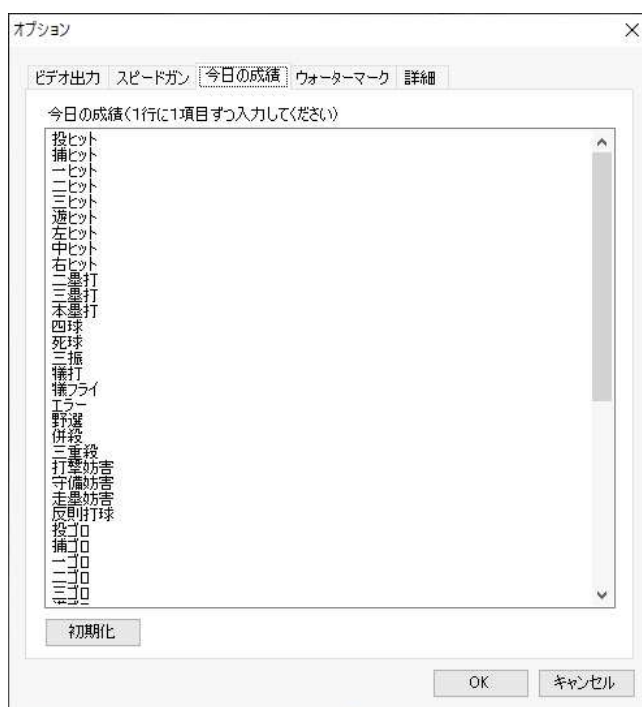 オプション
ビデオ出力 スピードガン 今日の成績 ウォーターマーク 詳細
今日の成績(1行に1項目ずつ入力してください)
投ヒット
捕ヒット
一ヒット
二ヒット
三ヒット
遊ヒット
左ヒット
中ヒット
右ヒット
二塁打
三塁打
本塁打
四球
死球
三振
犠打
犠フライ
エラー
野選
併殺
三重殺
打撃妨害
守備妨害
走塁妨害
反則打球
投ゴロ
捕ゴロ
一ゴロ
二ゴロ
三ゴロ
初期化
OK キャンセル